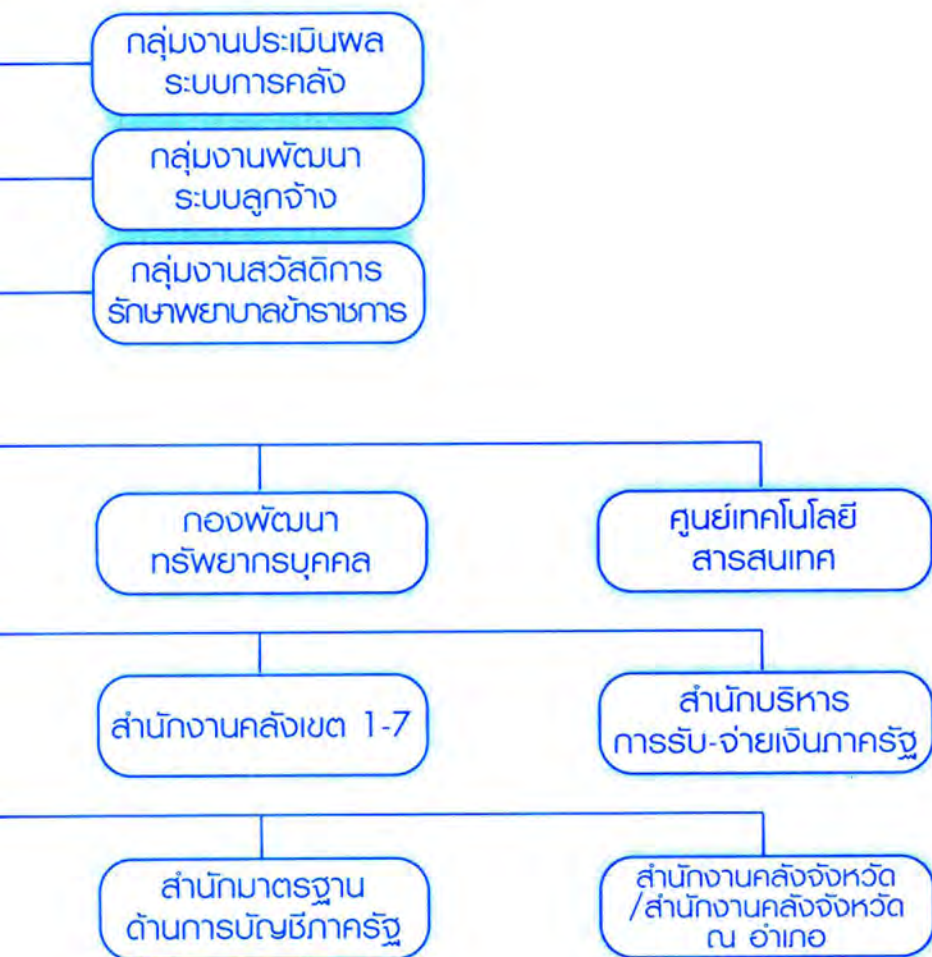 กลุ่มงานประเมินผล
ระบบการคลัง
กลุ่มงานพัฒนา
ระบบลูกจ้าง
กลุ่มงานสวัสดิการ
รักษาพยาบาลข้าราชการ
กองพัฒนา
ทรัพยากรบุคคล
ศูนย์เทคโนโลยี
สารสนเทศ
สำนักงานคลังเขต 1-7
สำนักบริหาร
การรับ-จ่ายเงินภาครัฐ
สำนักมาตรฐาน
ด้านการบัญชีภาครัฐ
สำนักงานคลังจังหวัด
/สำนักงานคลังจังหวัด
ณ อำเภอ